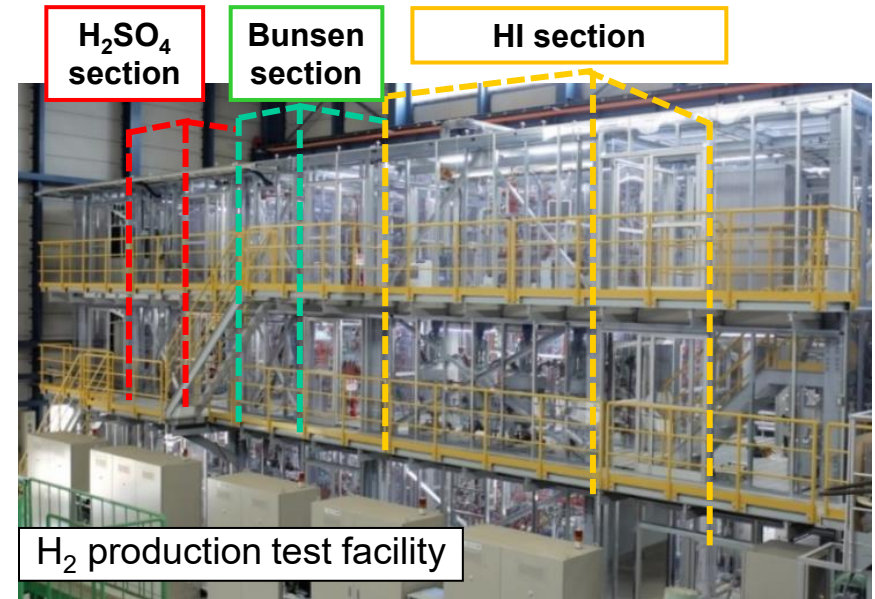 H₂SO₄
section
Bunsen
section
HI section
H₂ production test facility